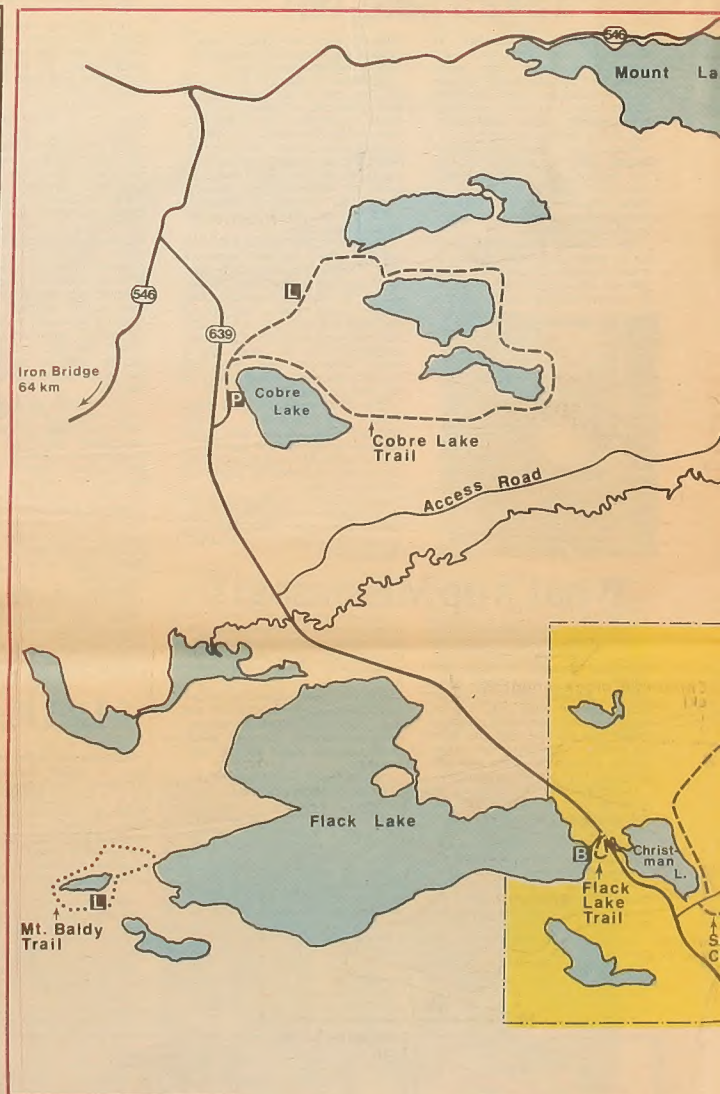 546
Mount La
L
546
639
Iron Bridge
64 km
P
Cobre
Lake
Cobre Lake
Trail
Access Road
Flack Lake
B
Christ-
man
L.
Flack
Lake
Trail
L
Mt. Baldy
Trail
S
C